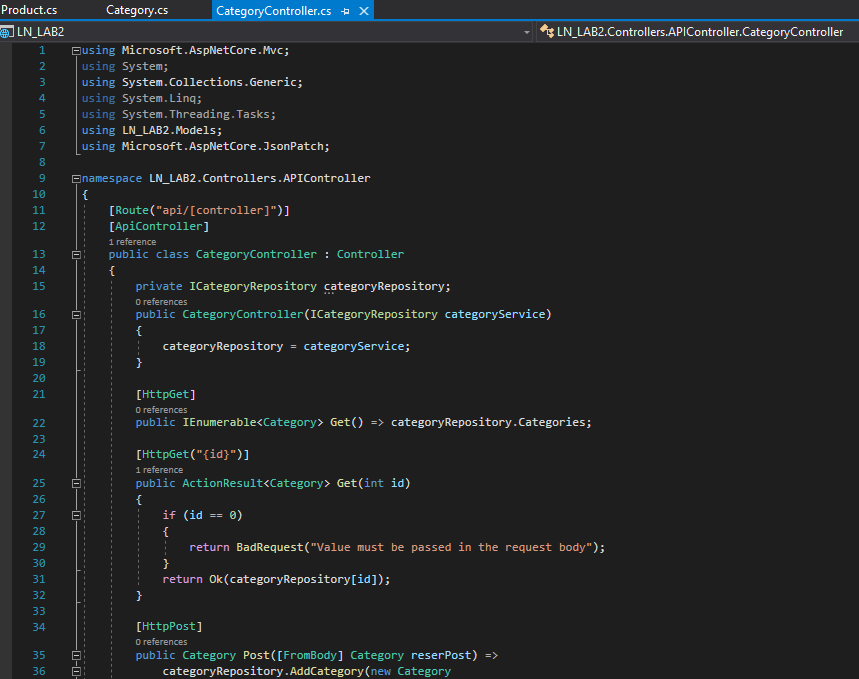 Product.cs Category.cs CategoryController.cs
LN_LAB2 LN_LAB2.Controllers.APIController.CategoryController
1 using Microsoft.AspNetCore.Mvc;
2 using System;
3 using System.Collections.Generic;
4 using System.Linq;
5 using System.Threading.Tasks;
6 using LN_LAB2.Models;
7 using Microsoft.AspNetCore.JsonPatch;
8
9 namespace LN_LAB2.Controllers.APIController
10 {
11 [Route("api/[controller]")]
12 [ApiController]
1 reference
13 public class CategoryController : Controller
14 {
15 private ICategoryRepository categoryRepository;
0 references
16 public CategoryController(ICategoryRepository categoryService)
17 {
18 categoryRepository = categoryService;
19 }
20
21 [HttpGet]
0 references
22 public IEnumerable<Category> Get() => categoryRepository.Categories;
23
24 [HttpGet("{id}")]
1 reference
25 public ActionResult<Category> Get(int id)
26 {
27 if (id == 0)
28 {
29 return BadRequest("Value must be passed in the request body");
30 }
31 return Ok(categoryRepository[id]);
32 }
33
34 [HttpPost]
0 references
35 public Category Post([FromBody] Category reserPost) =>
36 categoryRepository.AddCategory(new Category